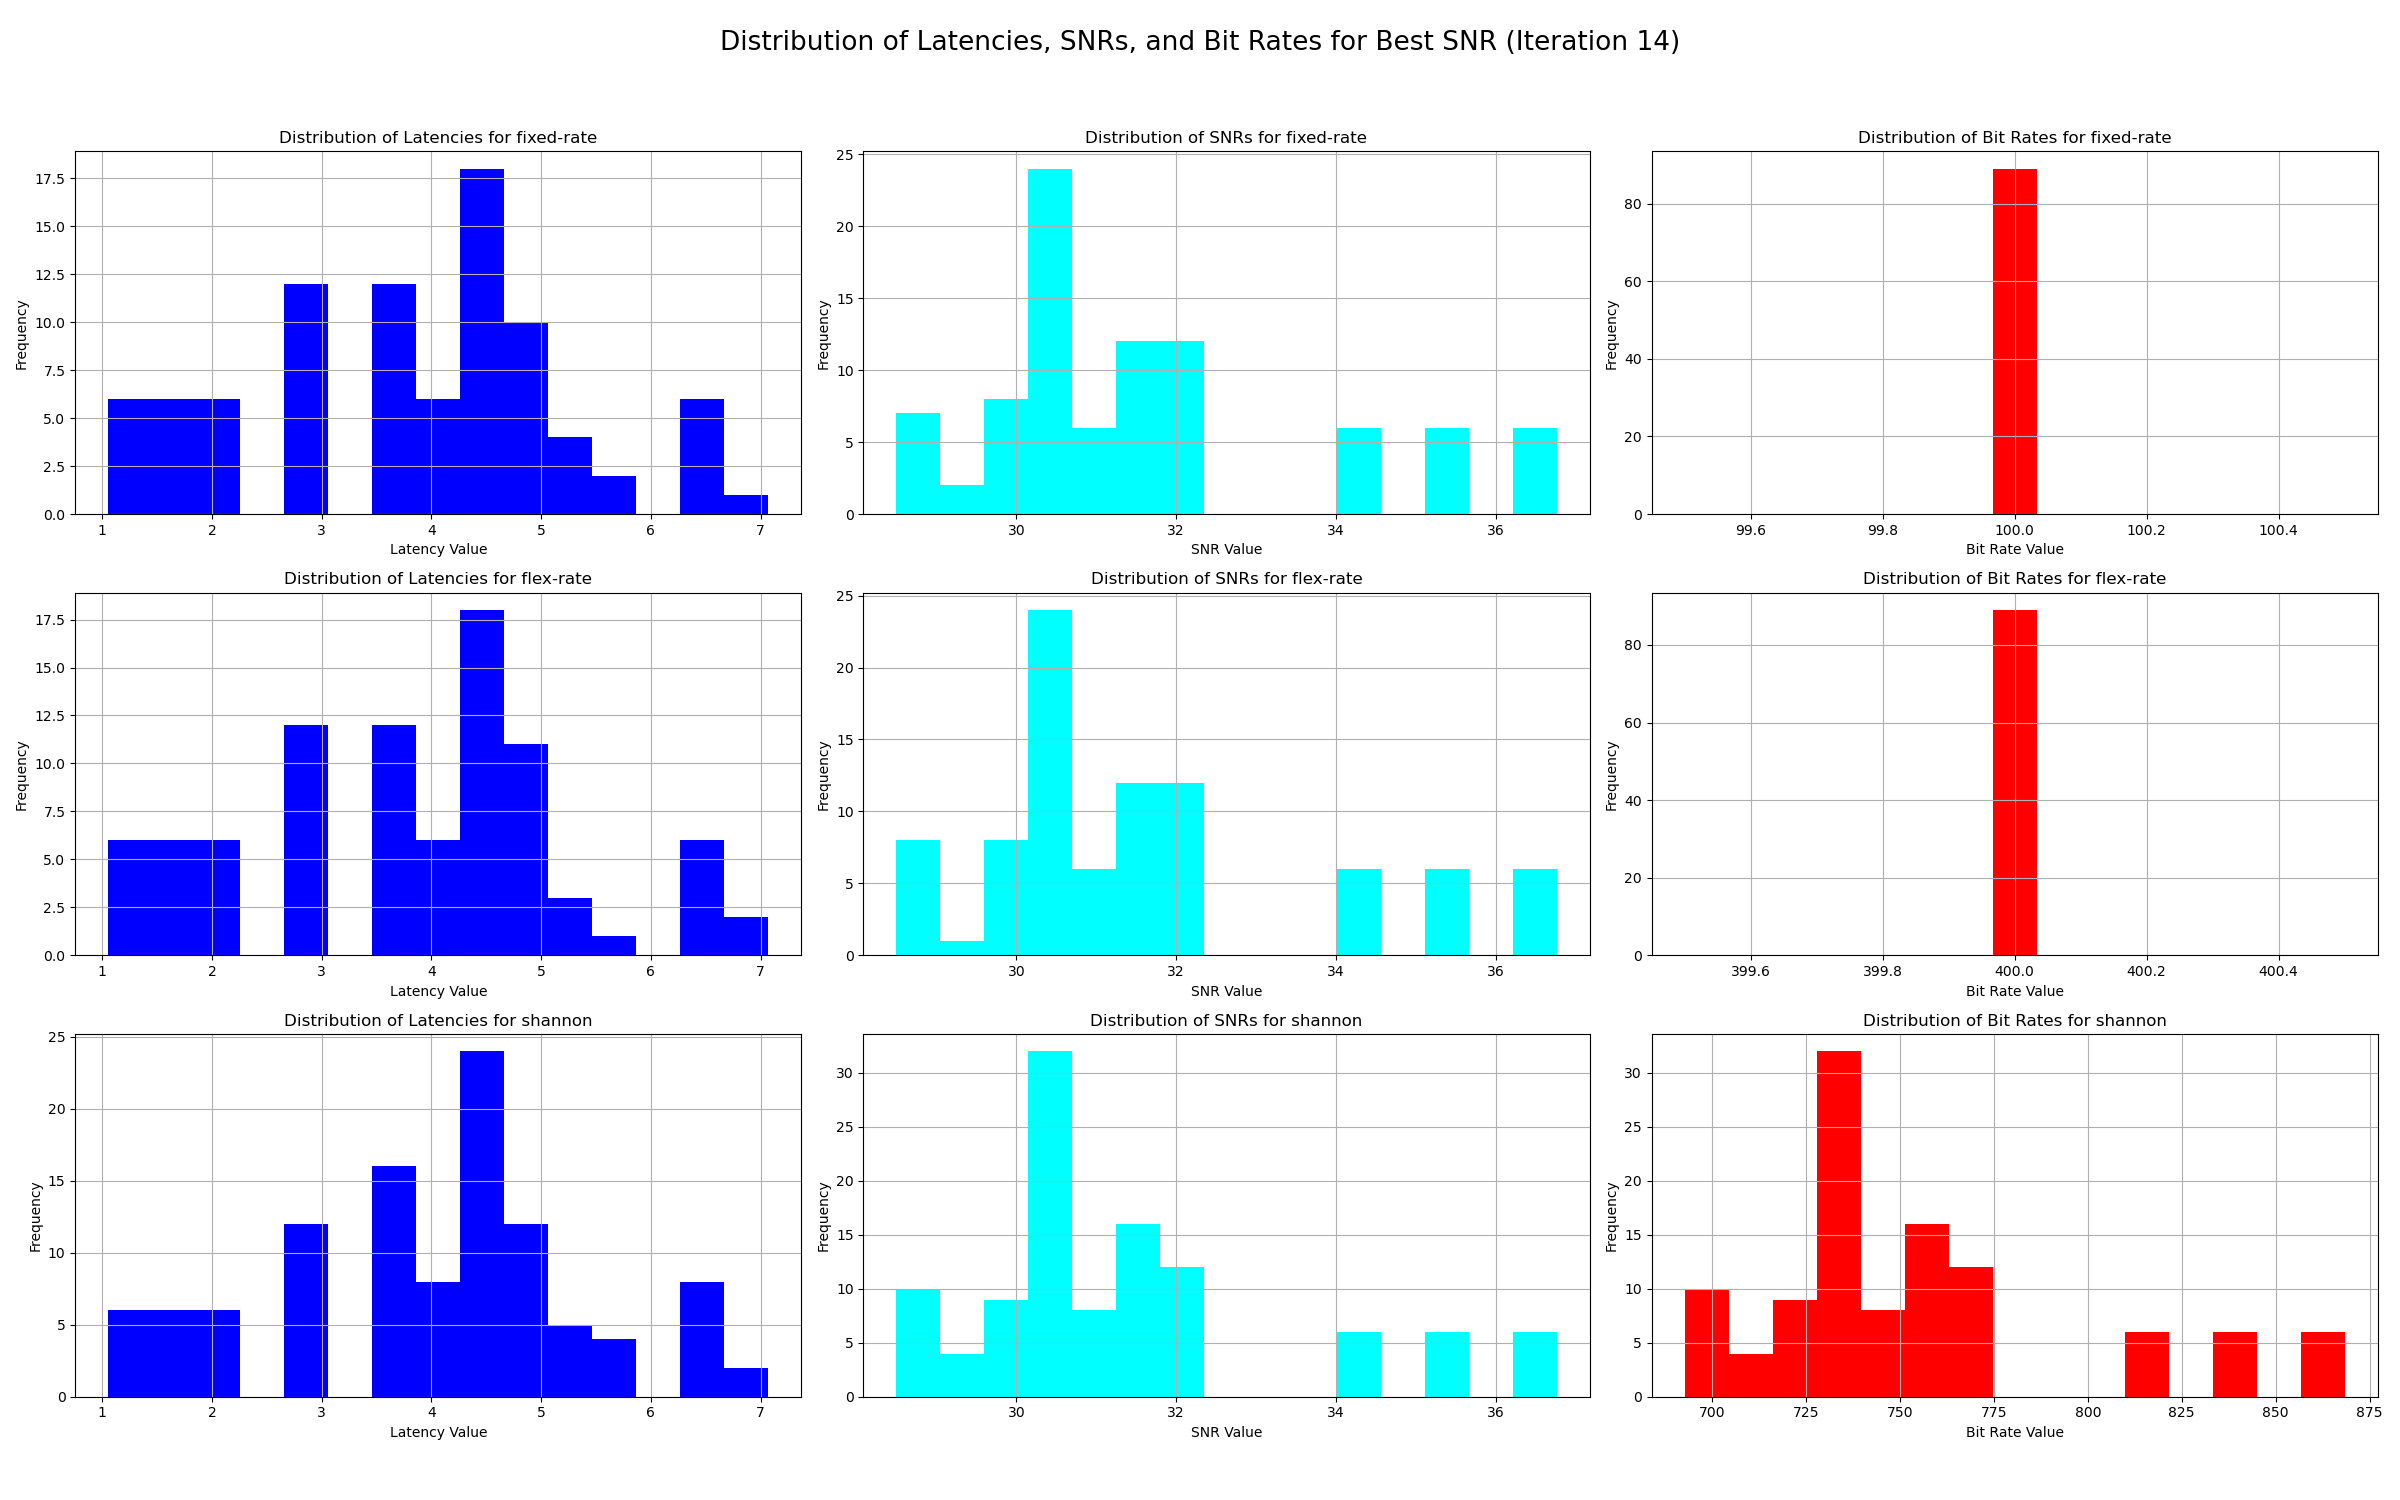 Distribution of Latencies, SNRs, and Bit Rates for Best SNR (Iteration 14)
Distribution of Latencies for fixed-rate
Frequency
17.5
15.0
12.5
10.0
7.5
5.0
2.5
0.0
1 2 3 4 5 6 7
Latency Value
Distribution of SNRs for fixed-rate
Frequency
25
20
15
10
5
0
30 32 34 36
SNR Value
Distribution of Bit Rates for fixed-rate
Frequency
80
60
40
20
0
99.6 99.8 100.0 100.2 100.4
Bit Rate Value
Distribution of Latencies for flex-rate
Frequency
17.5
15.0
12.5
10.0
7.5
5.0
2.5
0.0
1 2 3 4 5 6 7
Latency Value
Distribution of SNRs for flex-rate
Frequency
25
20
15
10
5
0
30 32 34 36
SNR Value
Distribution of Bit Rates for flex-rate
Frequency
80
60
40
20
0
399.6 399.8 400.0 400.2 400.4
Bit Rate Value
Distribution of Latencies for shannon
Frequency
25
20
15
10
5
0
1 2 3 4 5 6 7
Latency Value
Distribution of SNRs for shannon
Frequency
30
25
20
15
10
5
0
30 32 34 36
SNR Value
Distribution of Bit Rates for shannon
Frequency
30
25
20
15
10
5
0
700 725 750 775 800 825 850 875
Bit Rate Value